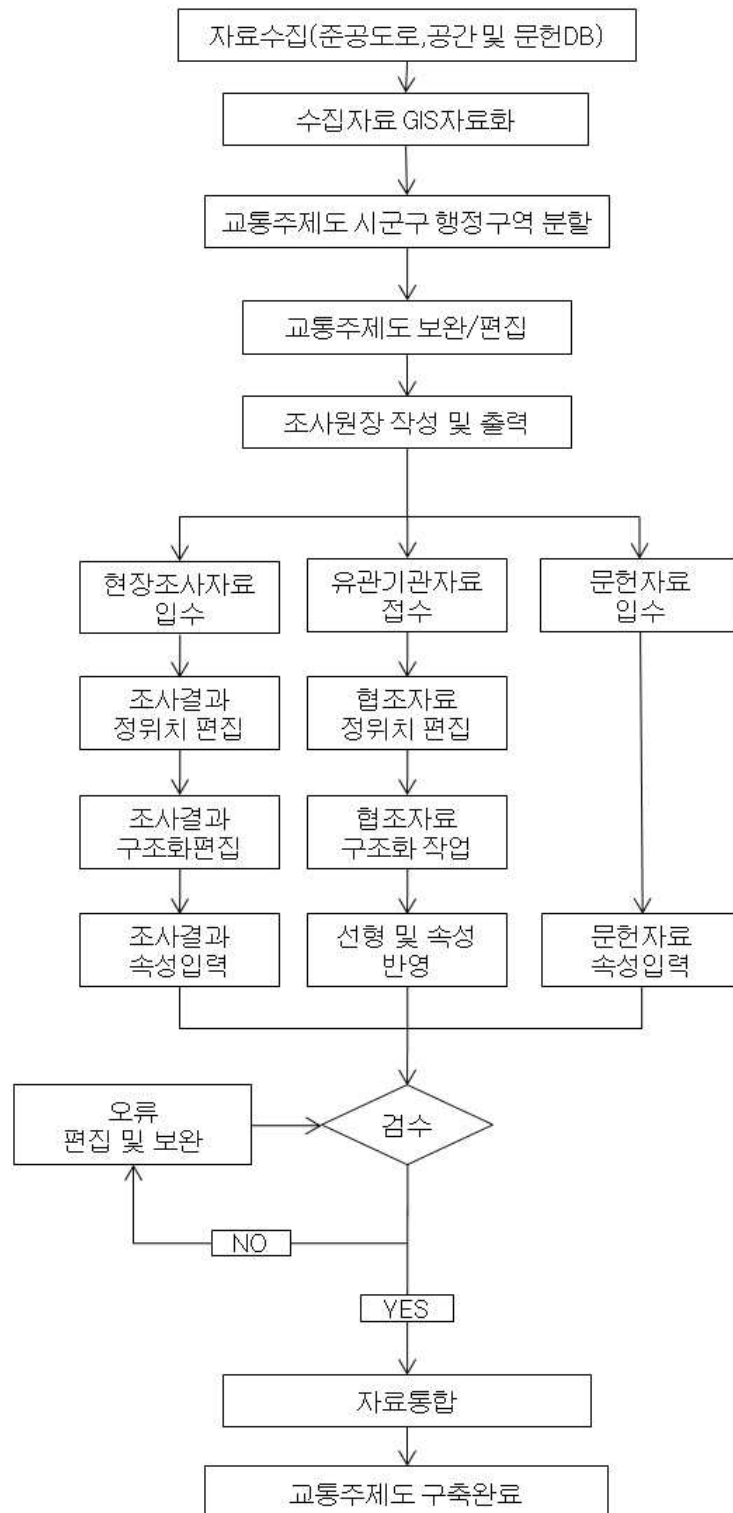 자료수집(준공도로,공간 및 문헌DB)
수집자료 GIS자료화
교통주제도 시군구 행정구역 분할
교통주제도 보완/편집
조사원장 작성 및 출력
현장조사자료
입수
유관기관자료
접수
문헌자료
입수
조사결과
정위치 편집
협조자료
정위치 편집
조사결과
구조화편집
협조자료
구조화 작업
조사결과
속성입력
선형 및 속성
반영
문헌자료
속성입력
오류
편집 및 보완
검수
NO
YES
자료통합
교통주제도 구축완료